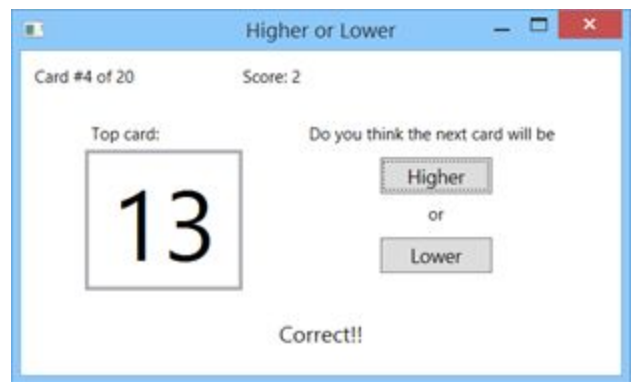 Higher or Lower
Card #4 of 20 Score: 2
Top card: Do you think the next card will be
13
Higher
or
Lower
Correct!!